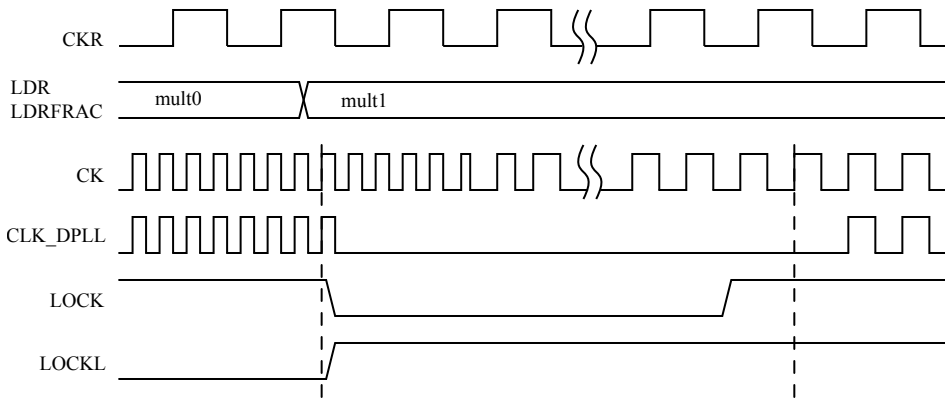 CKR
LDR
LDRFRAC
mult0 mult1
CK
CLK_DPLL
LOCK
LOCKL